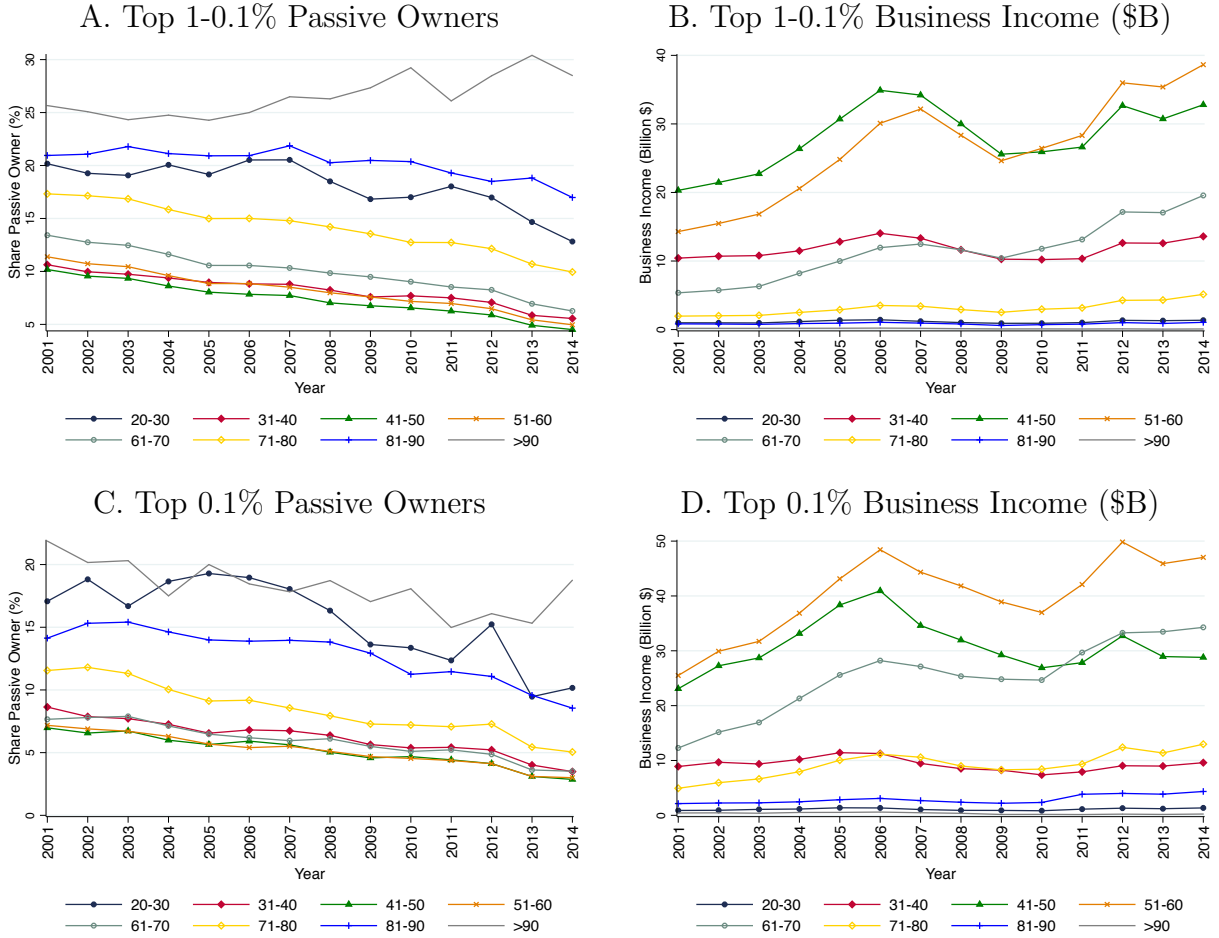 A. Top 1-0.1% Passive Owners
Share Passive Owner (%)
30
25
20
15
10
5
2001 2002 2003 2004 2005 2006 2007 2008 2009 2010 2011 2012 2013 2014
Year
20-30 31-40 41-50 51-60
61-70 71-80 81-90 >90
B. Top 1-0.1% Business Income ($B)
Business Income (Billion $)
40
30
20
10
0
2001 2002 2003 2004 2005 2006 2007 2008 2009 2010 2011 2012 2013 2014
Year
20-30 31-40 41-50 51-60
61-70 71-80 81-90 >90
C. Top 0.1% Passive Owners
Share Passive Owner (%)
20
15
10
5
0
2001 2002 2003 2004 2005 2006 2007 2008 2009 2010 2011 2012 2013 2014
Year
20-30 31-40 41-50 51-60
61-70 71-80 81-90 >90
D. Top 0.1% Business Income ($B)
Business Income (Billion $)
50
40
30
20
10
0
2001 2002 2003 2004 2005 2006 2007 2008 2009 2010 2011 2012 2013 2014
Year
20-30 31-40 41-50 51-60
61-70 71-80 81-90 >90